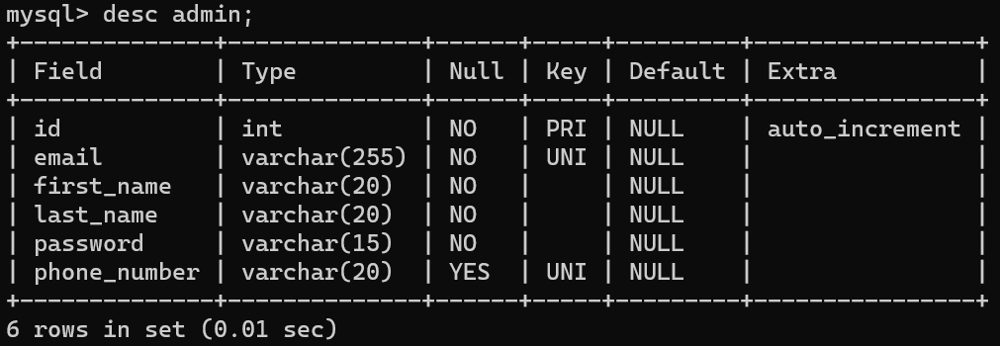 mysql> desc admin;
+--------------+--------------+------+-----+---------+----------------+
| Field        | Type         | Null | Key | Default | Extra          |
+--------------+--------------+------+-----+---------+----------------+
| id           | int          | NO   | PRI | NULL    | auto_increment |
| email        | varchar(255) | NO   | UNI | NULL    |                |
| first_name   | varchar(20)  | NO   |     | NULL    |                |
| last_name    | varchar(20)  | NO   |     | NULL    |                |
| password     | varchar(15)  | NO   |     | NULL    |                |
| phone_number | varchar(20)  | YES  | UNI | NULL    |                |
+--------------+--------------+------+-----+---------+----------------+
6 rows in set (0.01 sec)